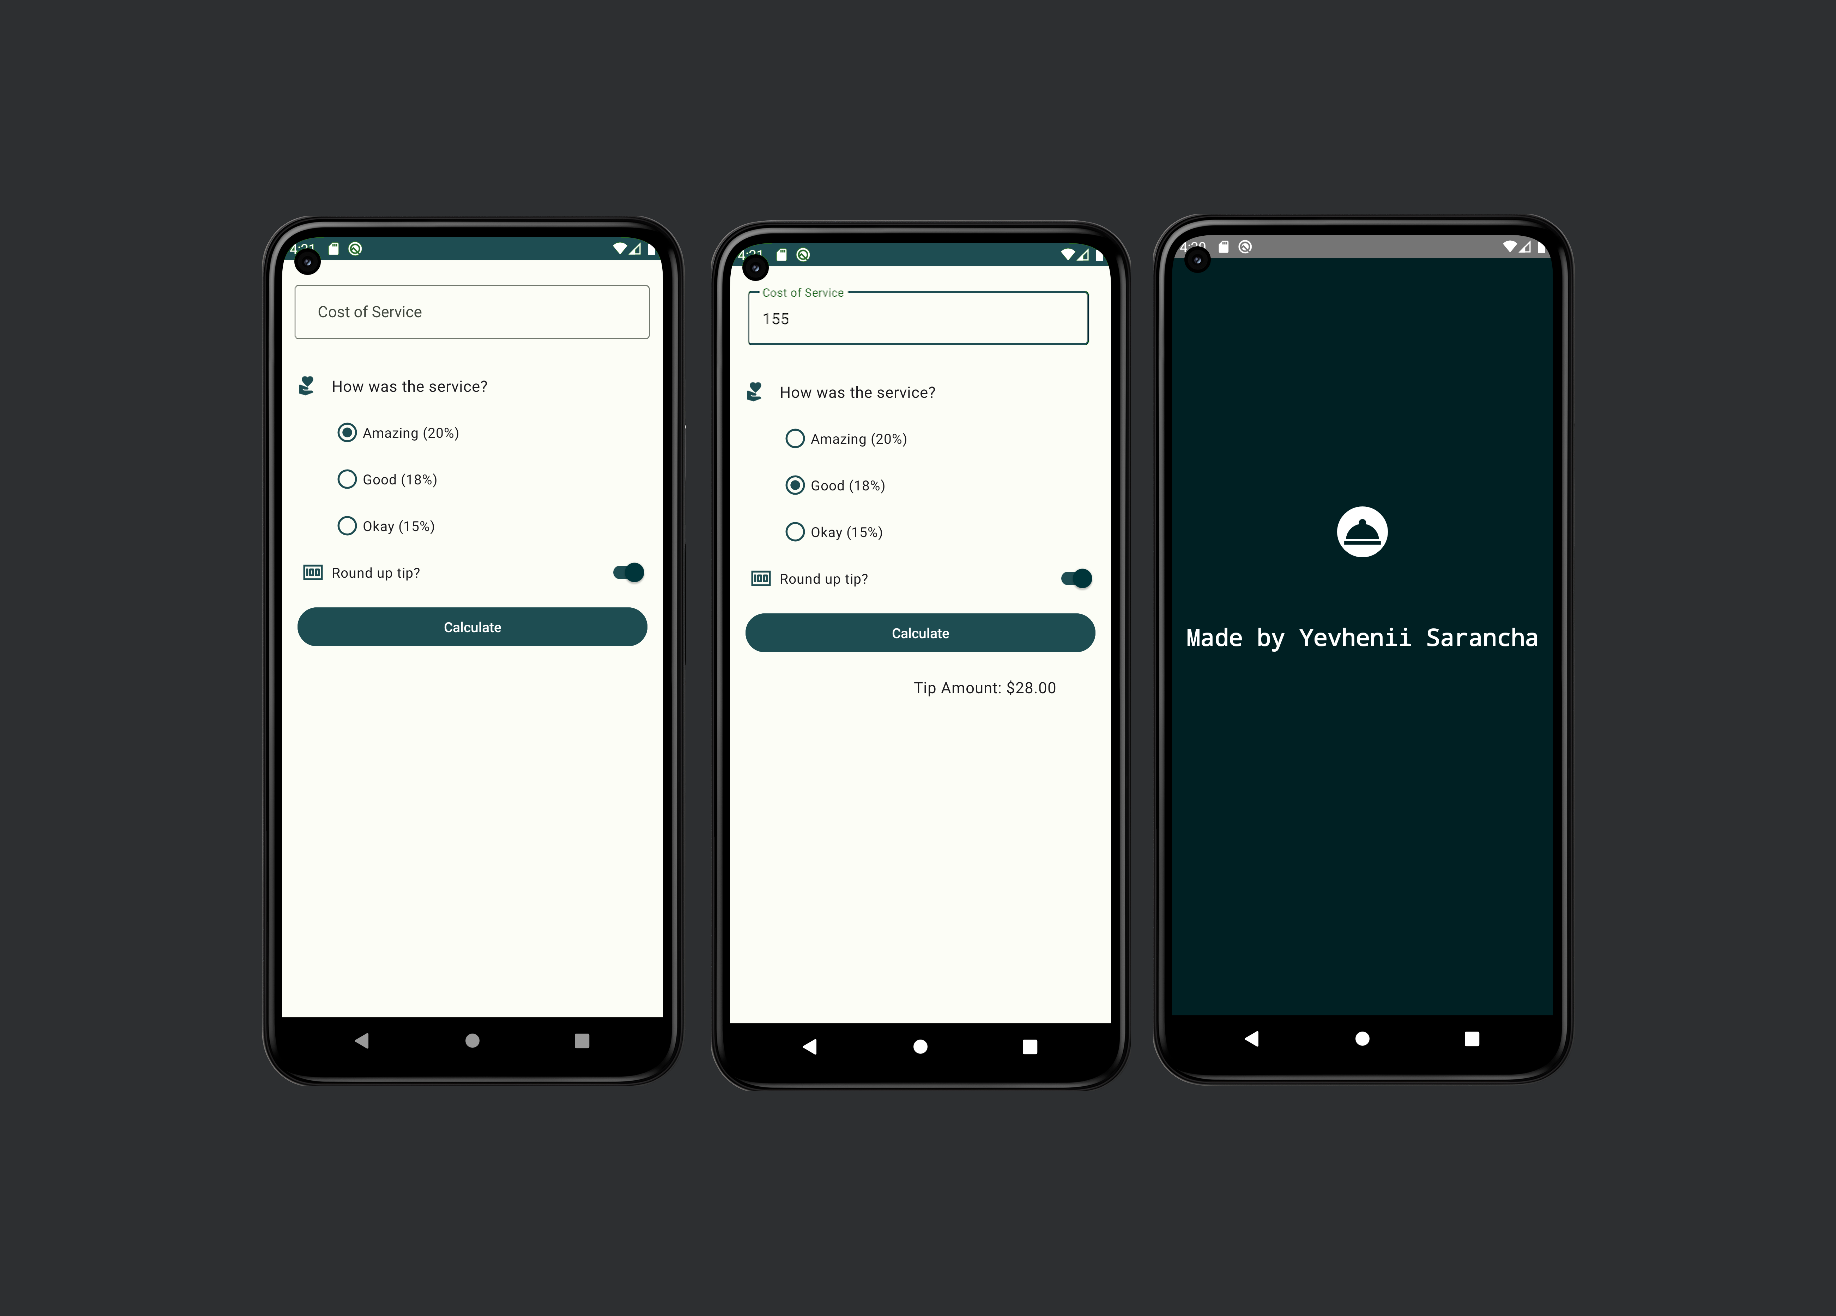 Cost of Service
How was the service?
Amazing (20%)
Good (18%)
Okay (15%)
Round up tip?
Calculate
Cost of Service
155
How was the service?
Amazing (20%)
Good (18%)
Okay (15%)
Round up tip?
Calculate
Tip Amount: $28.00
Made by Yevhenii Sarancha